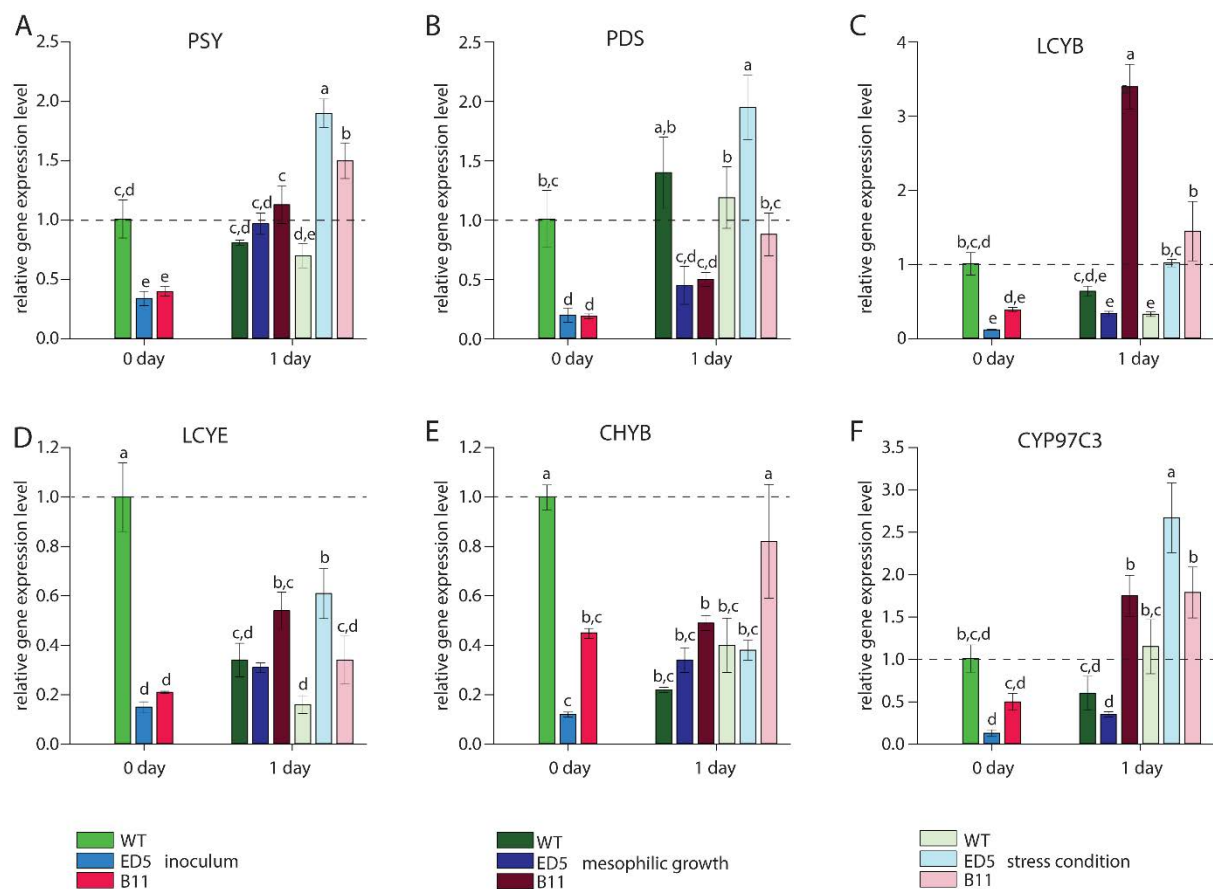 A
PSY
relative gene expression level
2.5
2.0
1.5
1.0
0.5
0.0
c,d
e
e
c,d
c,d
c
d,e
a
b
0 day
1 day
B
PDS
relative gene expression level
2.5
2.0
1.5
1.0
0.5
0.0
b,c
d
d
a,b
c,d
c,d
b
a
b,c
0 day
1 day
C
LCYB
relative gene expression level
4
3
2
1
0
b,c,d
e
d,e
c,d,e
e
a
e
b,c
b
0 day
1 day
D
LCYE
relative gene expression level
1.2
1.0
0.8
0.6
0.4
0.2
0.0
a
d
d
c,d
b,c
d
b
c,d
0 day
1 day
E
CHYB
relative gene expression level
1.2
1.0
0.8
0.6
0.4
0.2
0.0
a
c
b,c
b,c
b,c
b
b,c
b,c
a
0 day
1 day
F
CYP97C3
relative gene expression level
3.5
3.0
2.5
2.0
1.5
1.0
0.5
0.0
b,c,d
d
c,d
c,d
d
b
b,c
a
b
0 day
1 day
WT
ED5 inoculum
B11
WT
ED5 mesophilic growth
B11
WT
ED5 stress condition
B11